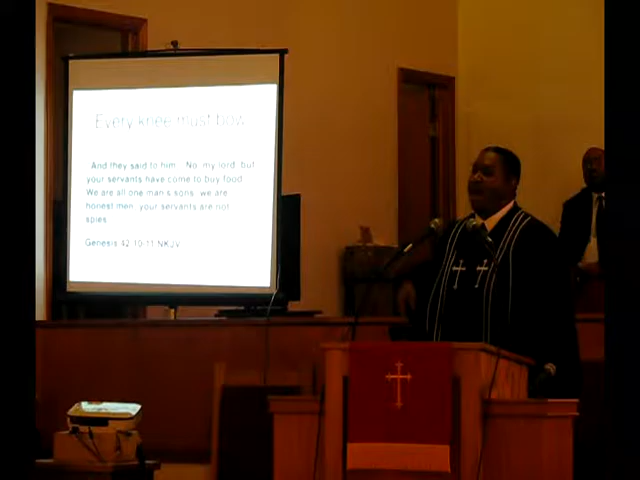 Every knee must bow
And they said to him, "No, my lord, but
your servants have come to buy food.
We are all one man's sons; we are
honest men; your servants are not
spies."
Genesis 42:10-11 NKJV